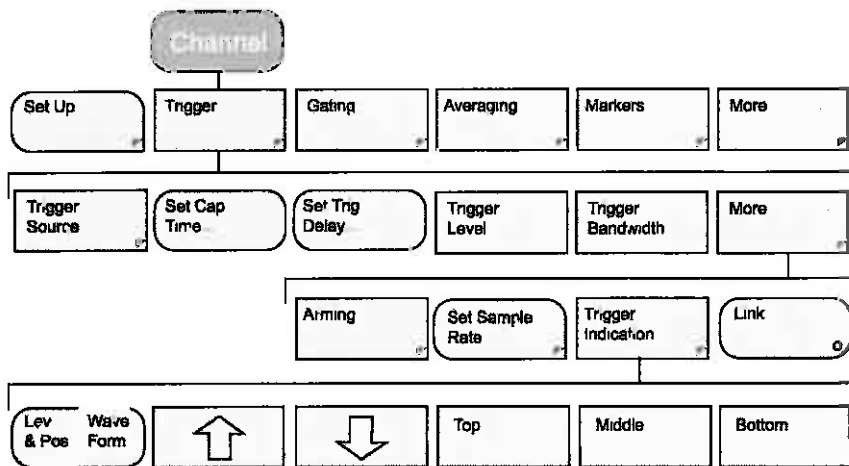 Channel
Set Up
Trigger
Gating
Averaging
Markers
More
Trigger
Source
Set Cap
Time
Set Trig
Delay
Trigger
Level
Trigger
Bandwidth
More
Arming
Set Sample
Rate
Trigger
Indication
Link
Lev Wave
& Pos Form
Top
Middle
Bottom